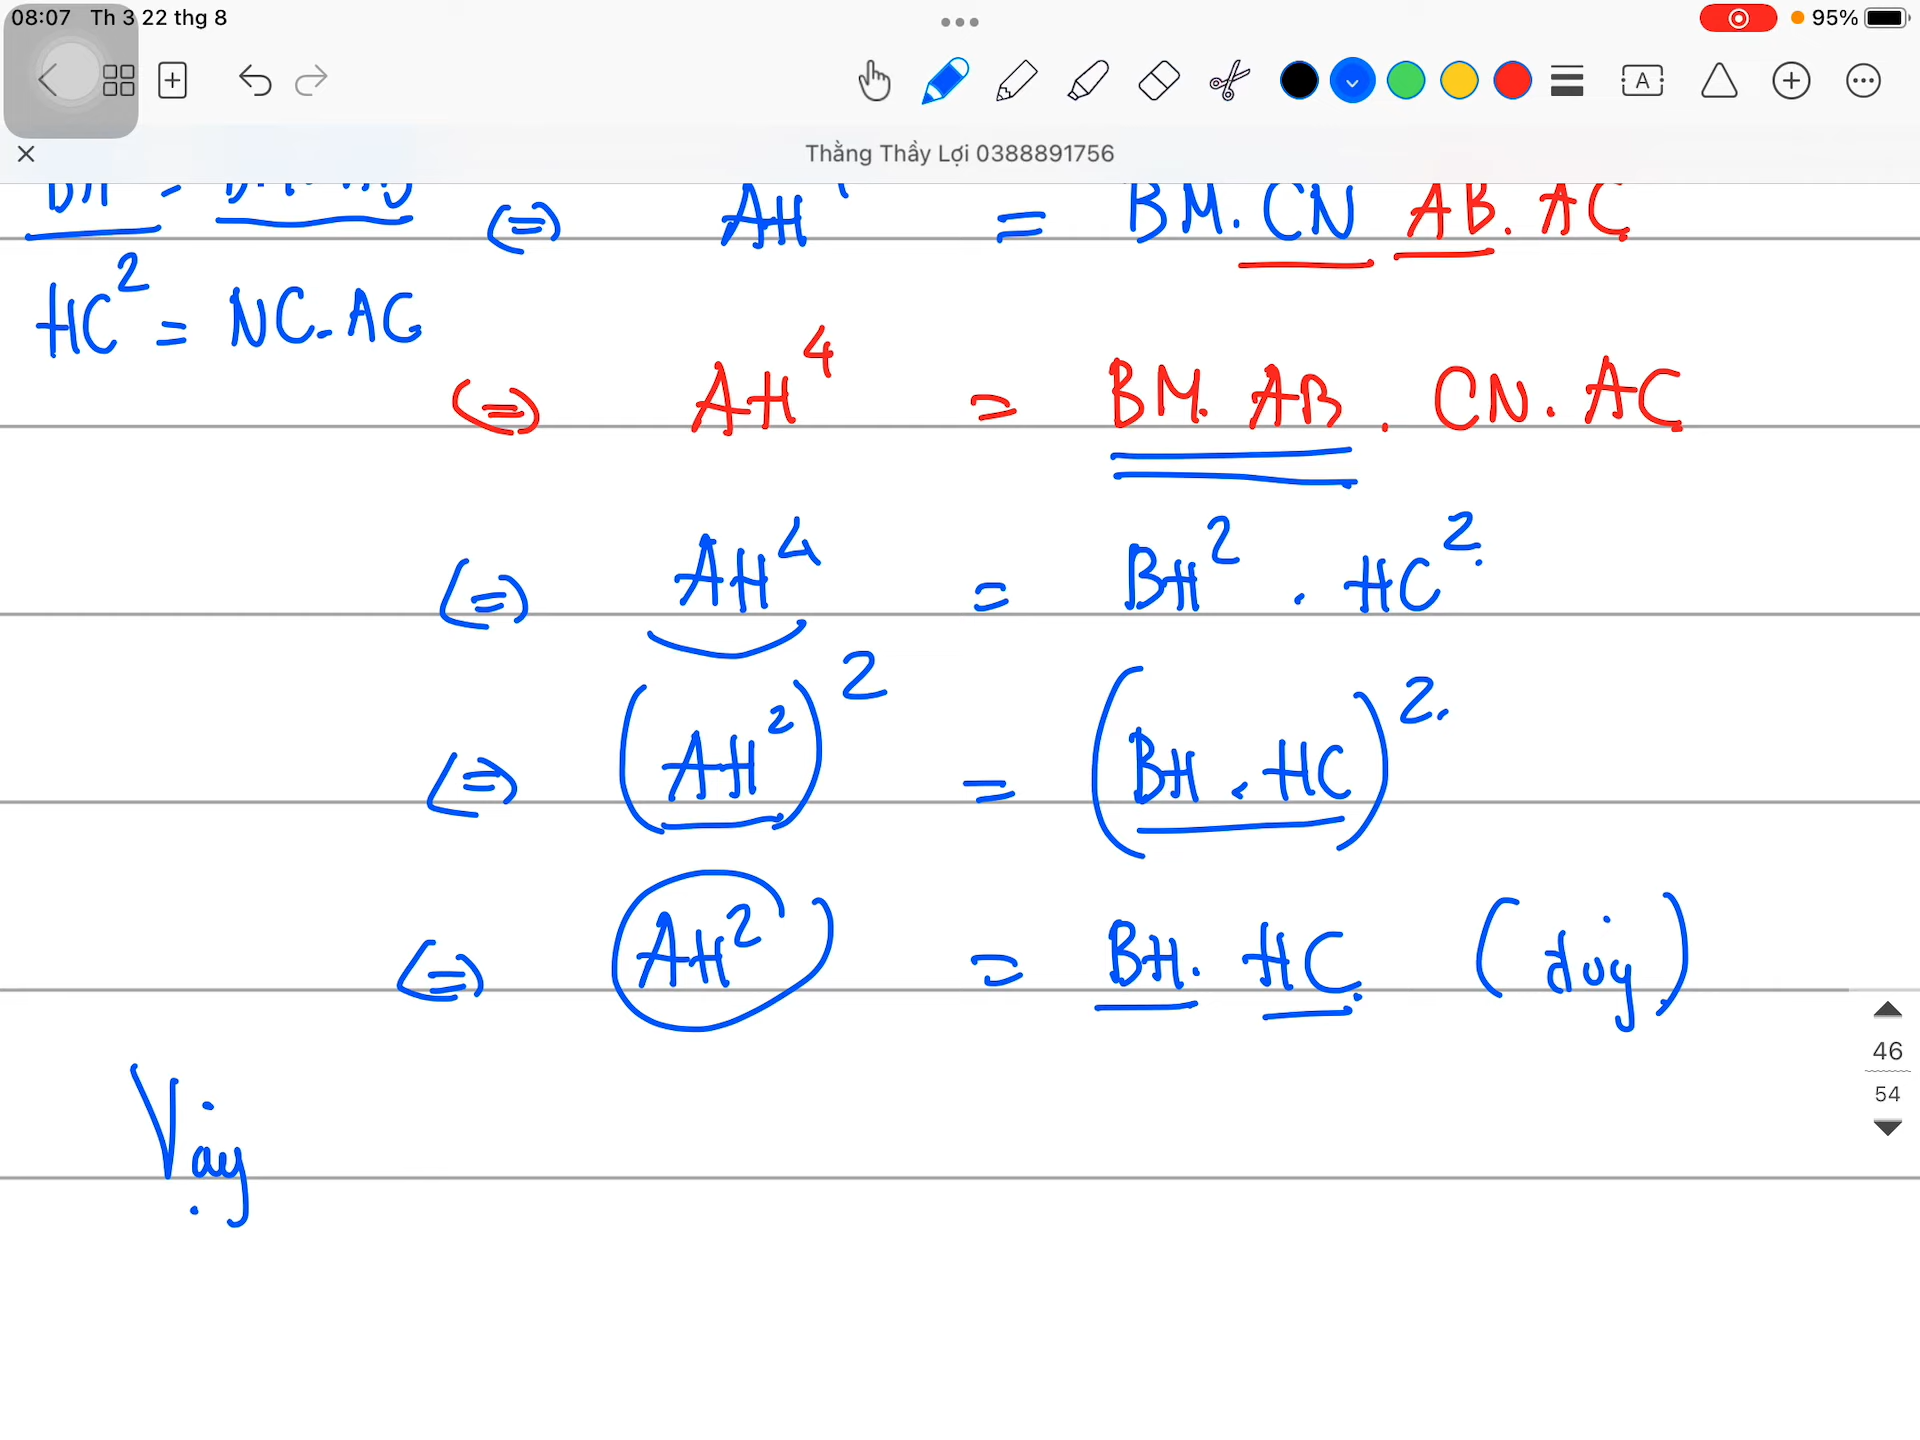 08:07 Th 3 22 thg 8
95%
A
Thằng Thầy Lợi 0388891756
⇔ AH = BM. CN AB. AC
HC² = NC. AC
⇔ AH⁴ = BM. AB . CN. AC
⇔ AH⁴ = BH² . HC².
⇔ (AH²)² = (BH . HC)².
⇔ (AH²) = BH. HC (đúg)
Vậy
46
54